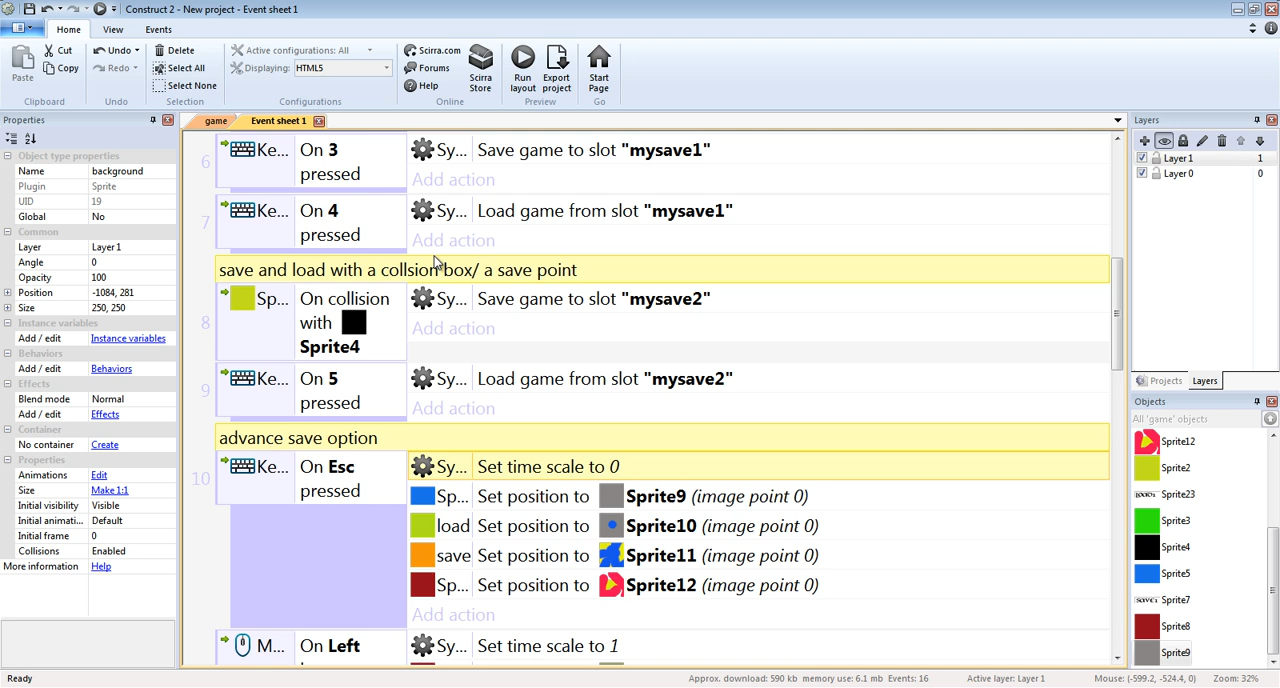 Construct 2 - New project - Event sheet 1
Home View Events
Paste Cut Copy Clipboard
Undo Redo Undo
Delete Select All Select None Selection
Active configurations: All
Displaying: HTML5
Configurations
Scirra.com Forums Help Scirra Store Online
Run layout Export project Preview
Start Page Go
Properties
Object type properties
Name background
Plugin Sprite
UID 19
Global No
Common
Layer Layer 1
Angle 0
Opacity 100
Position -1084, 281
Size 250, 250
Instance variables
Add / edit Instance variables
Behaviors
Add / edit Behaviors
Effects
Blend mode Normal
Add / edit Effects
Container
No container Create
Properties
Animations Edit
Size Make 1:1
Initial visibility Visible
Initial animati... Default
Initial frame 0
Collisions Enabled
More information Help
game Event sheet 1
6 Ke... On 3 pressed Sy... Save game to slot "mysave1"
Add action
7 Ke... On 4 pressed Sy... Load game from slot "mysave1"
Add action
save and load with a collsion box/ a save point
8 Sp... On collision with Sprite4 Sy... Save game to slot "mysave2"
Add action
9 Ke... On 5 pressed Sy... Load game from slot "mysave2"
Add action
advance save option
10 Ke... On Esc pressed Sy... Set time scale to 0
Sp... Set position to Sprite9 (image point 0)
load Set position to Sprite10 (image point 0)
save Set position to Sprite11 (image point 0)
Sp... Set position to Sprite12 (image point 0)
Add action
M... On Left Sy... Set time scale to 1
Layers
Layer 1 1
Layer 0 0
Projects Layers
Objects
All 'game' objects
Sprite12
Sprite2
Sprite23
Sprite3
Sprite4
Sprite5
Sprite7
Sprite8
Sprite9
Ready Approx. download: 590 kb memory use: 6.1 mb Events: 16 Active layer: Layer 1 Mouse: (-599.2, -524.4, 0) Zoom: 32%